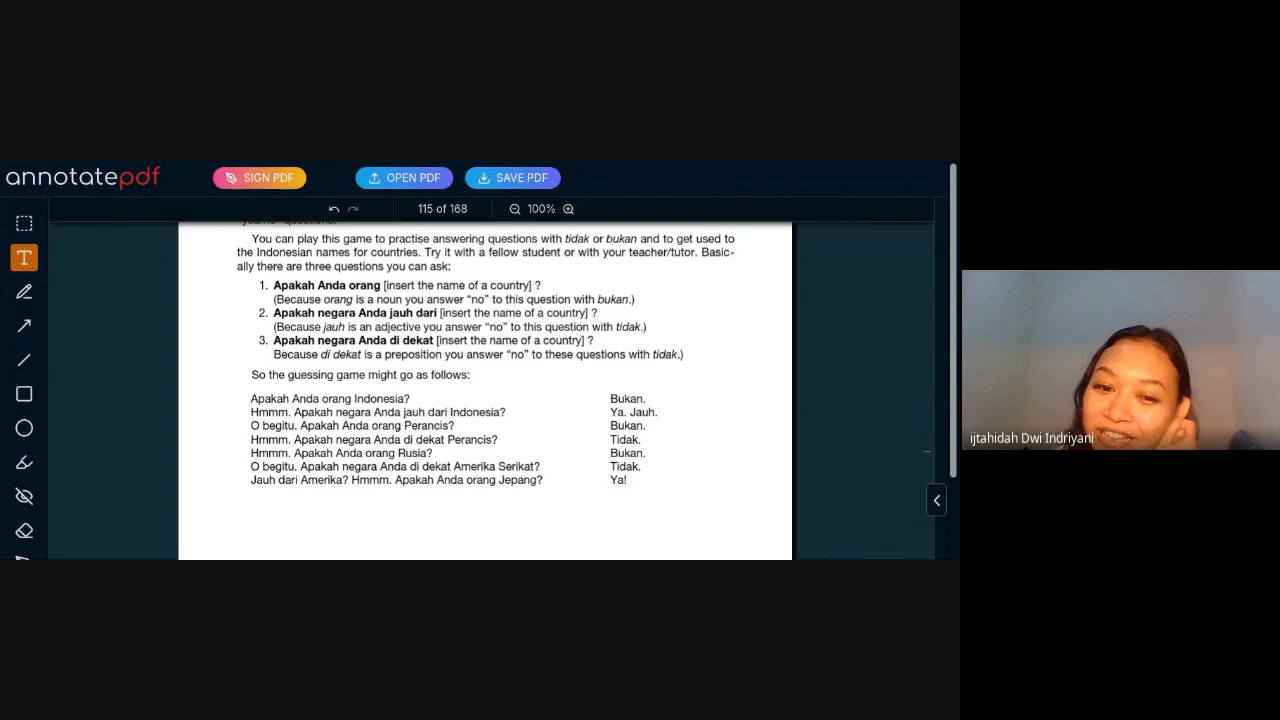 annotatepdf
SIGN PDF
OPEN PDF
SAVE PDF
115 of 168
100%
You can play this game to practise answering questions with tidak or bukan and to get used to
the Indonesian names for countries. Try it with a fellow student or with your teacher/tutor. Basic-
ally there are three questions you can ask:
1. Apakah Anda orang [insert the name of a country] ?
(Because orang is a noun you answer “no” to this question with bukan.)
2. Apakah negara Anda jauh dari [insert the name of a country] ?
(Because jauh is an adjective you answer “no” to this question with tidak.)
3. Apakah negara Anda di dekat [insert the name of a country] ?
Because di dekat is a preposition you answer “no” to these questions with tidak.)
So the guessing game might go as follows:
Apakah Anda orang Indonesia? Bukan.
Hmmm. Apakah negara Anda jauh dari Indonesia? Ya. Jauh.
O begitu. Apakah Anda orang Perancis? Bukan.
Hmmm. Apakah negara Anda di dekat Perancis? Tidak.
Hmmm. Apakah Anda orang Rusia? Bukan.
O begitu. Apakah negara Anda di dekat Amerika Serikat? Tidak.
Jauh dari Amerika? Hmmm. Apakah Anda orang Jepang? Ya!
ijtahidah Dwi Indriyani